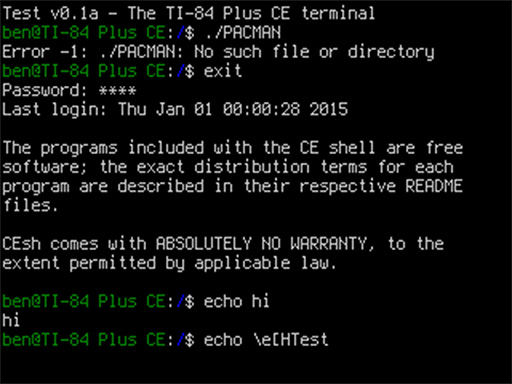 Test v0.1a - The TI-84 Plus CE terminal
ben@TI-84 Plus CE:/$ ./PACMAN
Error -1: ./PACMAN: No such file or directory
ben@TI-84 Plus CE:/$ exit
Password: ****
Last login: Thu Jan 01 00:00:28 2015
The programs included with the CE shell are free
software; the exact distribution terms for each
program are described in their respective README
files.
CEsh comes with ABSOLUTELY NO WARRANTY, to the
extent permitted by applicable law.
ben@TI-84 Plus CE:/$ echo hi
hi
ben@TI-84 Plus CE:/$ echo \e[HTest